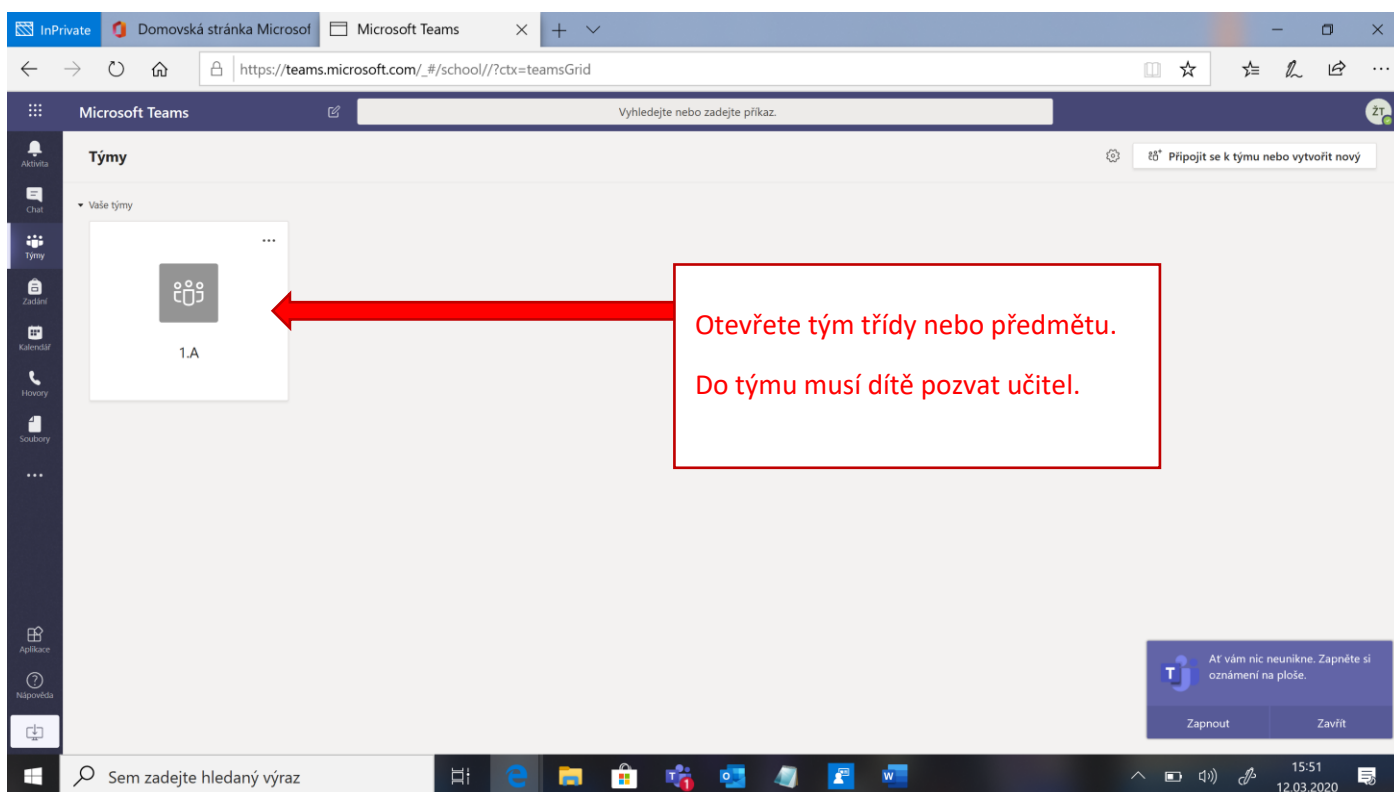 InPrivate
Domovská stránka Microsof
Microsoft Teams
https://teams.microsoft.com/_#/school//?ctx=teamsGrid
Microsoft Teams
Vyhledejte nebo zadejte příkaz.
ŽT
Aktivita
Chat
Týmy
Zadání
Kalendář
Hovory
Soubory
Aplikace
Nápověda
Týmy
Připojit se k týmu nebo vytvořit nový
Vaše týmy
1.A
Otevřete tým třídy nebo předmětu.
Do týmu musí dítě pozvat učitel.
Ať vám nic neunikne. Zapněte si
oznámení na ploše.
Zapnout
Zavřít
Sem zadejte hledaný výraz
15:51
12.03.2020